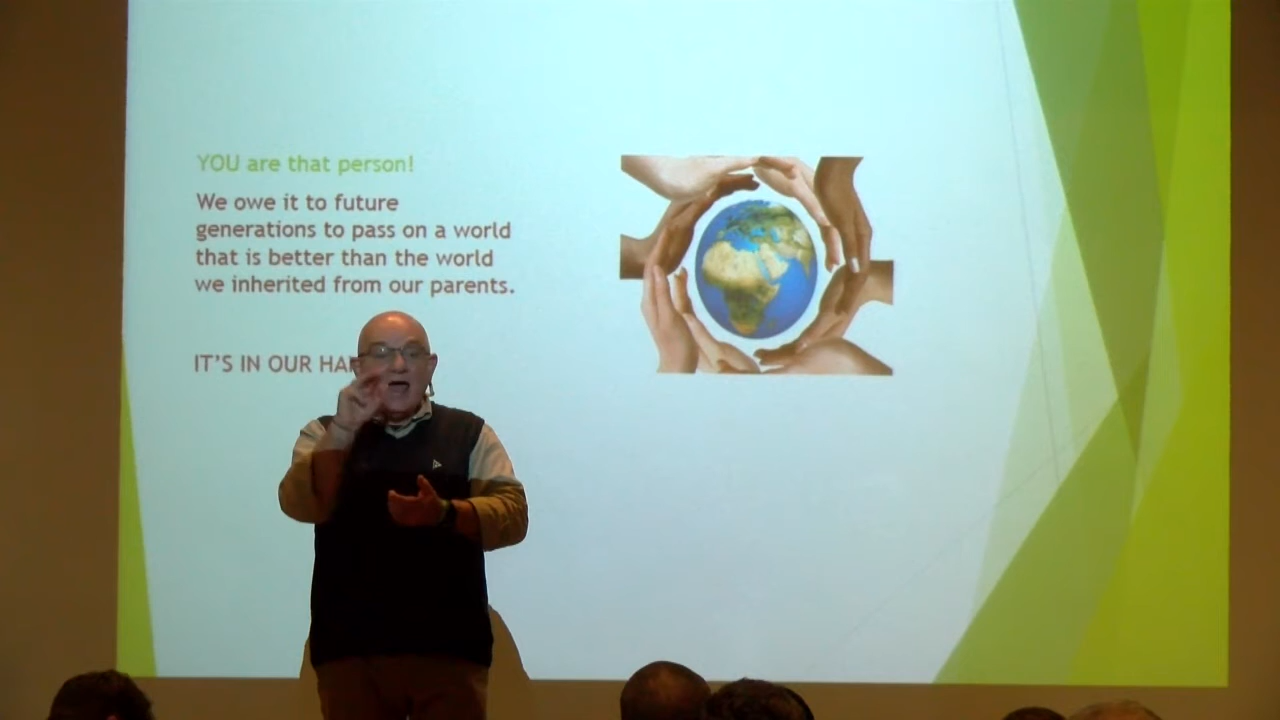 YOU are that person!
We owe it to future
generations to pass on a world
that is better than the world
we inherited from our parents.
IT'S IN OUR